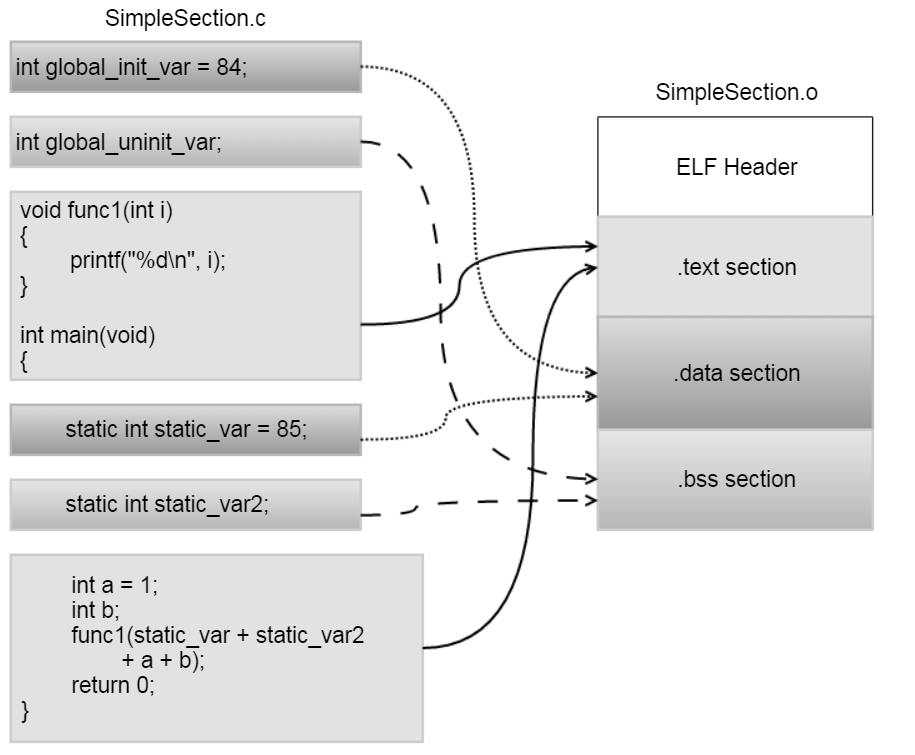 SimpleSection.c
int global_init_var = 84;
int global_uninit_var;
void func1(int i)
{
printf("%d\n", i);
}
int main(void)
{
static int static_var = 85;
static int static_var2;
int a = 1;
int b;
func1(static_var + static_var2
+ a + b);
return 0;
}
SimpleSection.o
ELF Header
.text section
.data section
.bss section